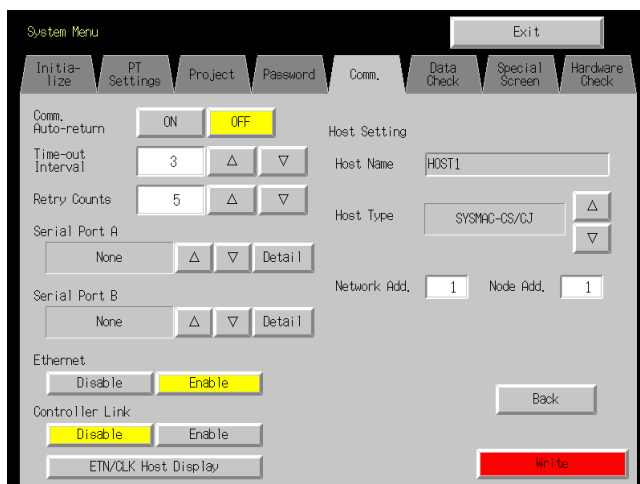 System Menu
Exit
Initia-
lize
PT
Settings
Project
Password
Comm.
Data
Check
Special
Screen
Hardware
Check
Comm.
Auto-return
ON
OFF
Time-out
Interval
3
△
▽
Retry Counts
5
△
▽
Serial Port A
None
△
▽
Detail
Serial Port B
None
△
▽
Detail
Ethernet
Disable
Enable
Controller Link
Disable
Enable
ETN/CLK Host Display
Host Setting
Host Name
HOST1
Host Type
SYSMAC-CS/CJ
△
▽
Network Add.
1
Node Add.
1
Back
Write